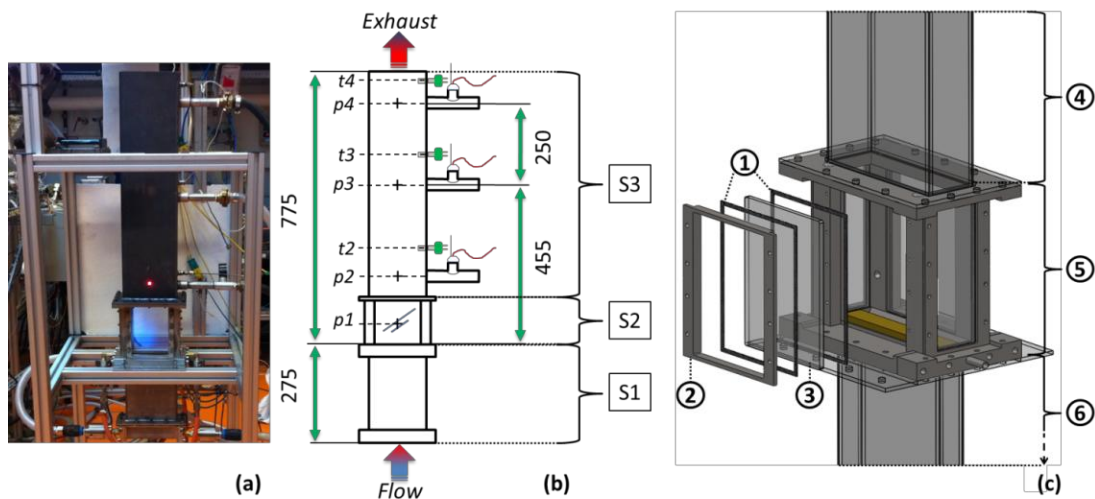 Exhaust
t4
p4
t3
p3
t2
p2
p1
775
275
250
455
S3
S2
S1
Flow
(a)
(b)
①
②
③
④
⑤
⑥
(c)